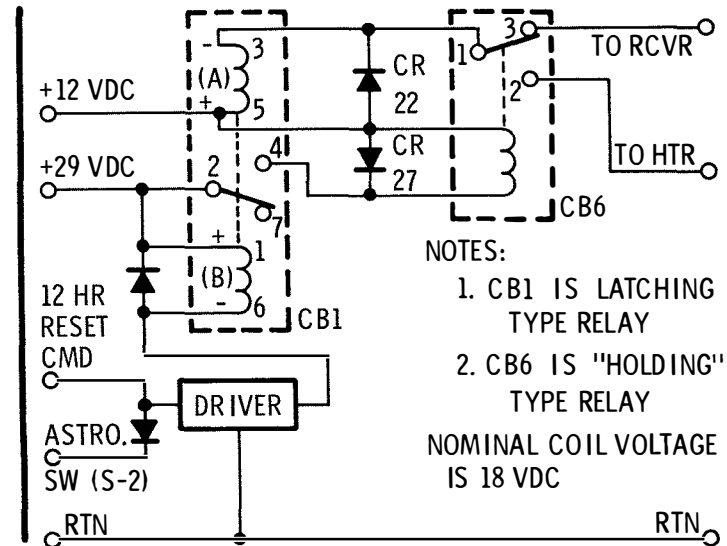 3
-
(A)
+
5
+12 VDC
+29 VDC
2
4
7
+
1
(B)
-
6
CB1
CR
22
CR
27
1
3
2
CB6
TO RCVR
TO HTR
12 HR
RESET
CMD
ASTRO.
SW (S-2)
DRIVER
NOTES:
1. CB1 IS LATCHING
TYPE RELAY
2. CB6 IS "HOLDING"
TYPE RELAY
NOMINAL COIL VOLTAGE
IS 18 VDC
RTN
RTN